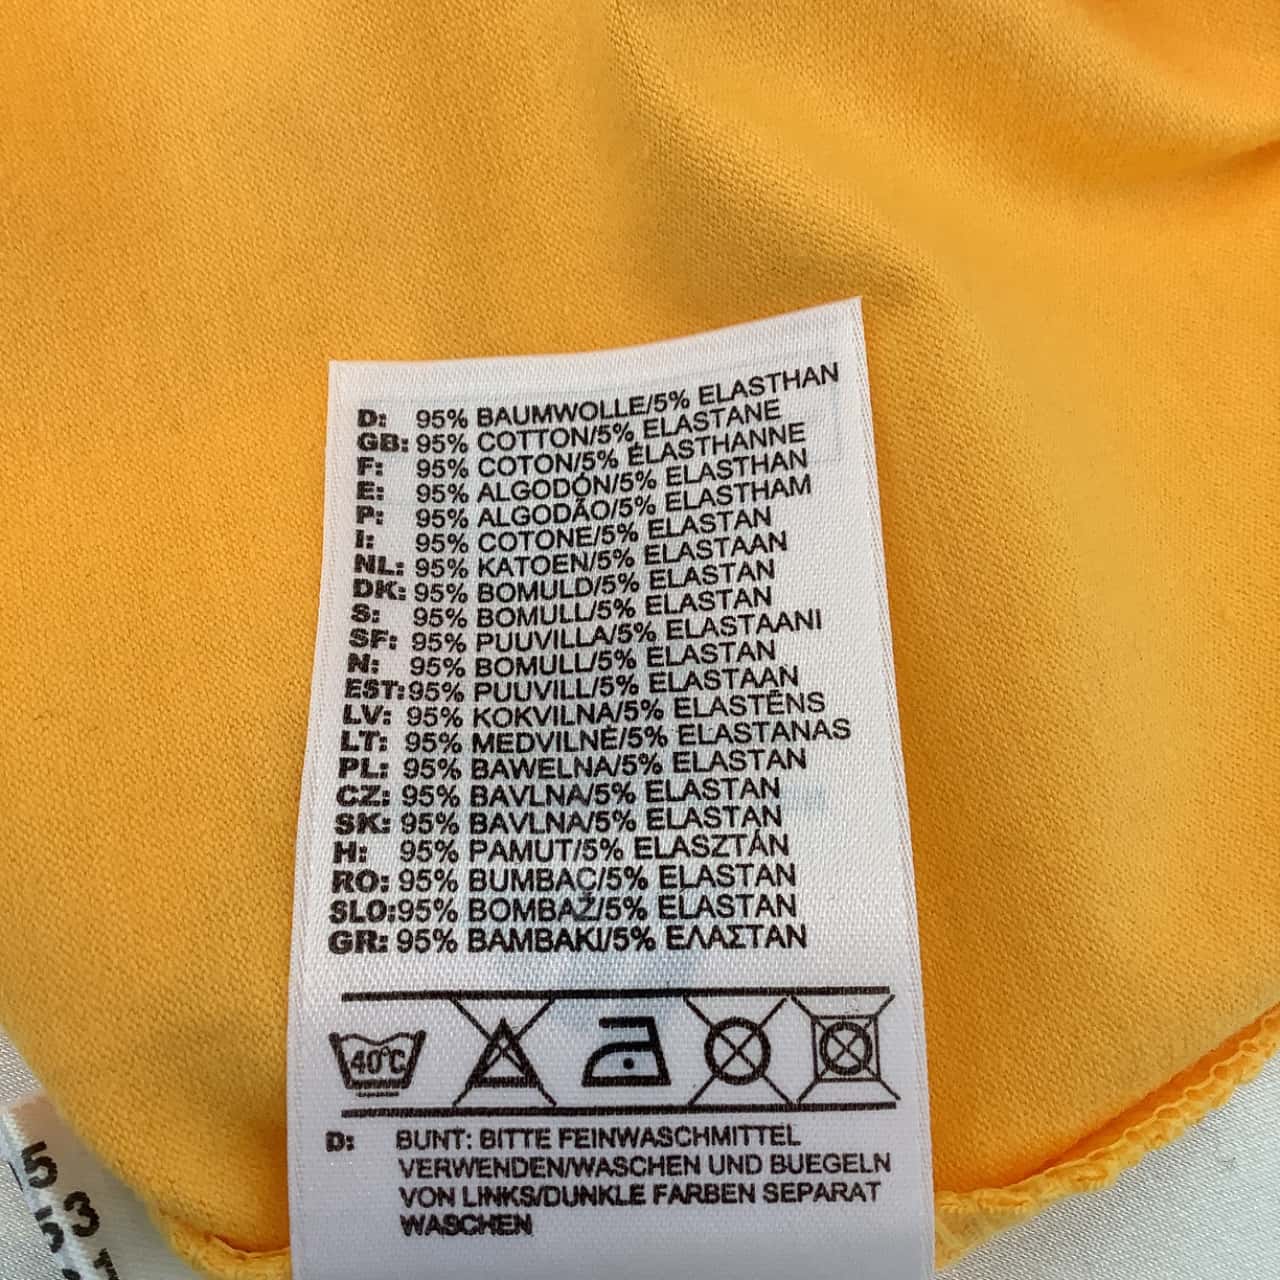 D: 95% BAUMWOLLE/5% ELASTHAN
GB: 95% COTTON/5% ELASTANE
F: 95% COTON/5% ÉLASTHANNE
E: 95% ALGODÓN/5% ELASTHAN
P: 95% ALGODÃO/5% ELASTHAM
I: 95% COTONE/5% ELASTAN
NL: 95% KATOEN/5% ELASTAAN
DK: 95% BOMULD/5% ELASTAN
S: 95% BOMULL/5% ELASTAN
SF: 95% PUUVILLA/5% ELASTAANI
N: 95% BOMULL/5% ELASTAN
EST: 95% PUUVILL/5% ELASTAAN
LV: 95% KOKVILNA/5% ELASTĒNS
LT: 95% MEDVILNĖ/5% ELASTANAS
PL: 95% BAWEŁNA/5% ELASTAN
CZ: 95% BAVLNA/5% ELASTAN
SK: 95% BAVLNA/5% ELASTAN
H: 95% PAMUT/5% ELASZTÁN
RO: 95% BUMBAC/5% ELASTAN
SLO: 95% BOMBAŽ/5% ELASTAN
GR: 95% ΒΑΜΒΑΚΙ/5% ΕΛΑΣΤΑΝ
40°C
D: BUNT: BITTE FEINWASCHMITTEL
VERWENDEN/WASCHEN UND BUEGELN
VON LINKS/DUNKLE FARBEN SEPARAT
WASCHEN
53